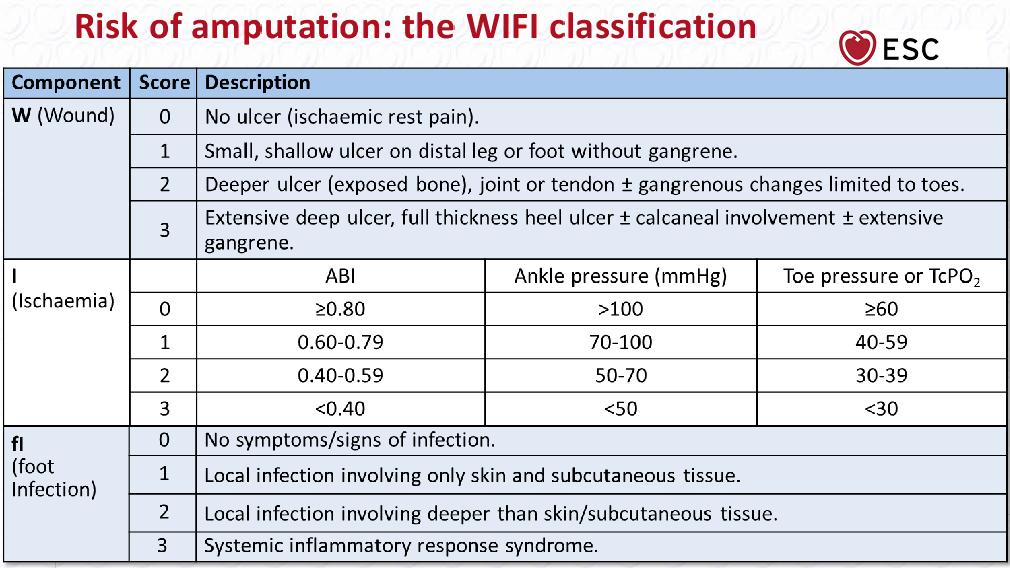 Risk of amputation: the WIFI classification
ESC
Component Score Description
W (Wound) 0 No ulcer (ischaemic rest pain).
1 Small, shallow ulcer on distal leg or foot without gangrene.
2 Deeper ulcer (exposed bone), joint or tendon ± gangrenous changes limited to toes.
3 Extensive deep ulcer, full thickness heel ulcer ± calcaneal involvement ± extensive
gangrene.
I
(Ischaemia)
ABI Ankle pressure (mmHg) Toe pressure or TcPO₂
0 ≥0.80 >100 ≥60
1 0.60-0.79 70-100 40-59
2 0.40-0.59 50-70 30-39
3 <0.40 <50 <30
fI
(foot
Infection)
0 No symptoms/signs of infection.
1 Local infection involving only skin and subcutaneous tissue.
2 Local infection involving deeper than skin/subcutaneous tissue.
3 Systemic inflammatory response syndrome.